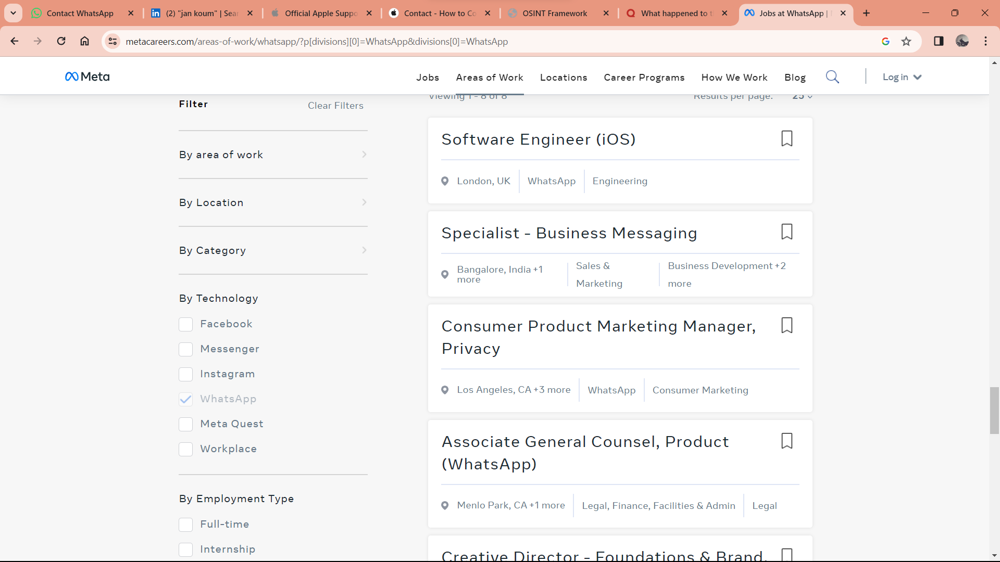 Contact WhatsApp
(2) "jan koum" | Sear
Official Apple Suppo
Contact - How to Co
OSINT Framework
What happened to t
Jobs at WhatsApp |
metacareers.com/areas-of-work/whatsapp/?p[divisions][0]=WhatsApp&divisions[0]=WhatsApp
Meta
Jobs
Areas of Work
Locations
Career Programs
How We Work
Blog
Log in
Filter
Clear Filters
By area of work
By Location
By Category
By Technology
Facebook
Messenger
Instagram
WhatsApp
Meta Quest
Workplace
By Employment Type
Full-time
Internship
Viewing 1 - 8 of 8
Results per page:
25
Software Engineer (iOS)
London, UK
WhatsApp
Engineering
Specialist - Business Messaging
Bangalore, India +1
more
Sales &
Marketing
Business Development +2
more
Consumer Product Marketing Manager,
Privacy
Los Angeles, CA +3 more
WhatsApp
Consumer Marketing
Associate General Counsel, Product
(WhatsApp)
Menlo Park, CA +1 more
Legal, Finance, Facilities & Admin
Legal
Creative Director - Foundations & Brand,